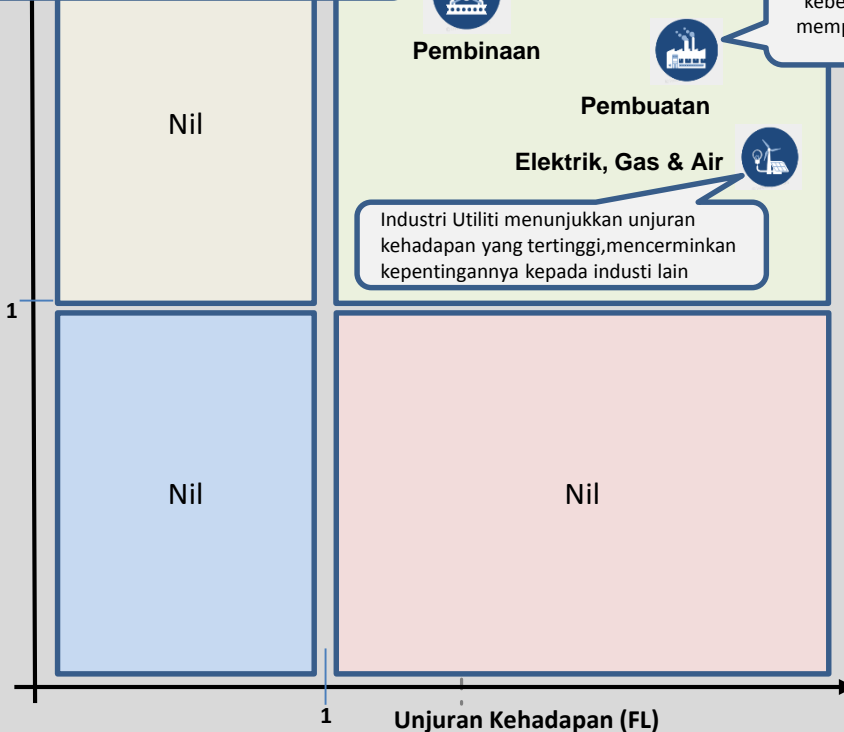 Pembinaan
Nil
Pembuatan
Elektrik, Gas & Air
Industri Utiliti menunjukkan unjuran
kehadapan yang tertinggi,mencerminkan
kepentingannya kepada industi lain
1
Nil
Nil
1
Unjuran Kehadapan (FL)